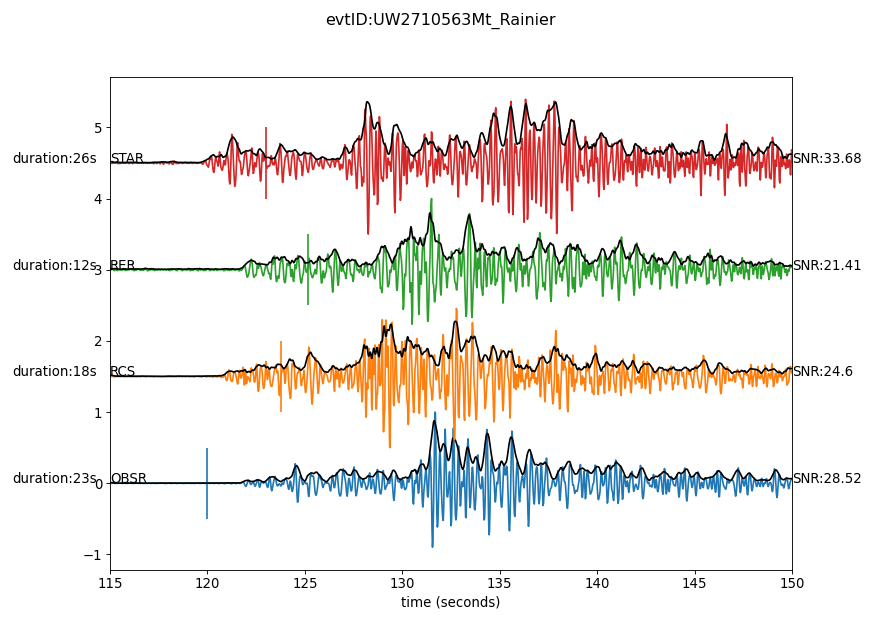 evtID:UW2710563Mt_Rainier
5
duration:26s STAR SNR:33.68
4
duration:12s 3 RER SNR:21.41
2
duration:18s RCS SNR:24.6
1
duration:23s 0 OBSR SNR:28.52
−1
115 120 125 130 135 140 145 150
time (seconds)